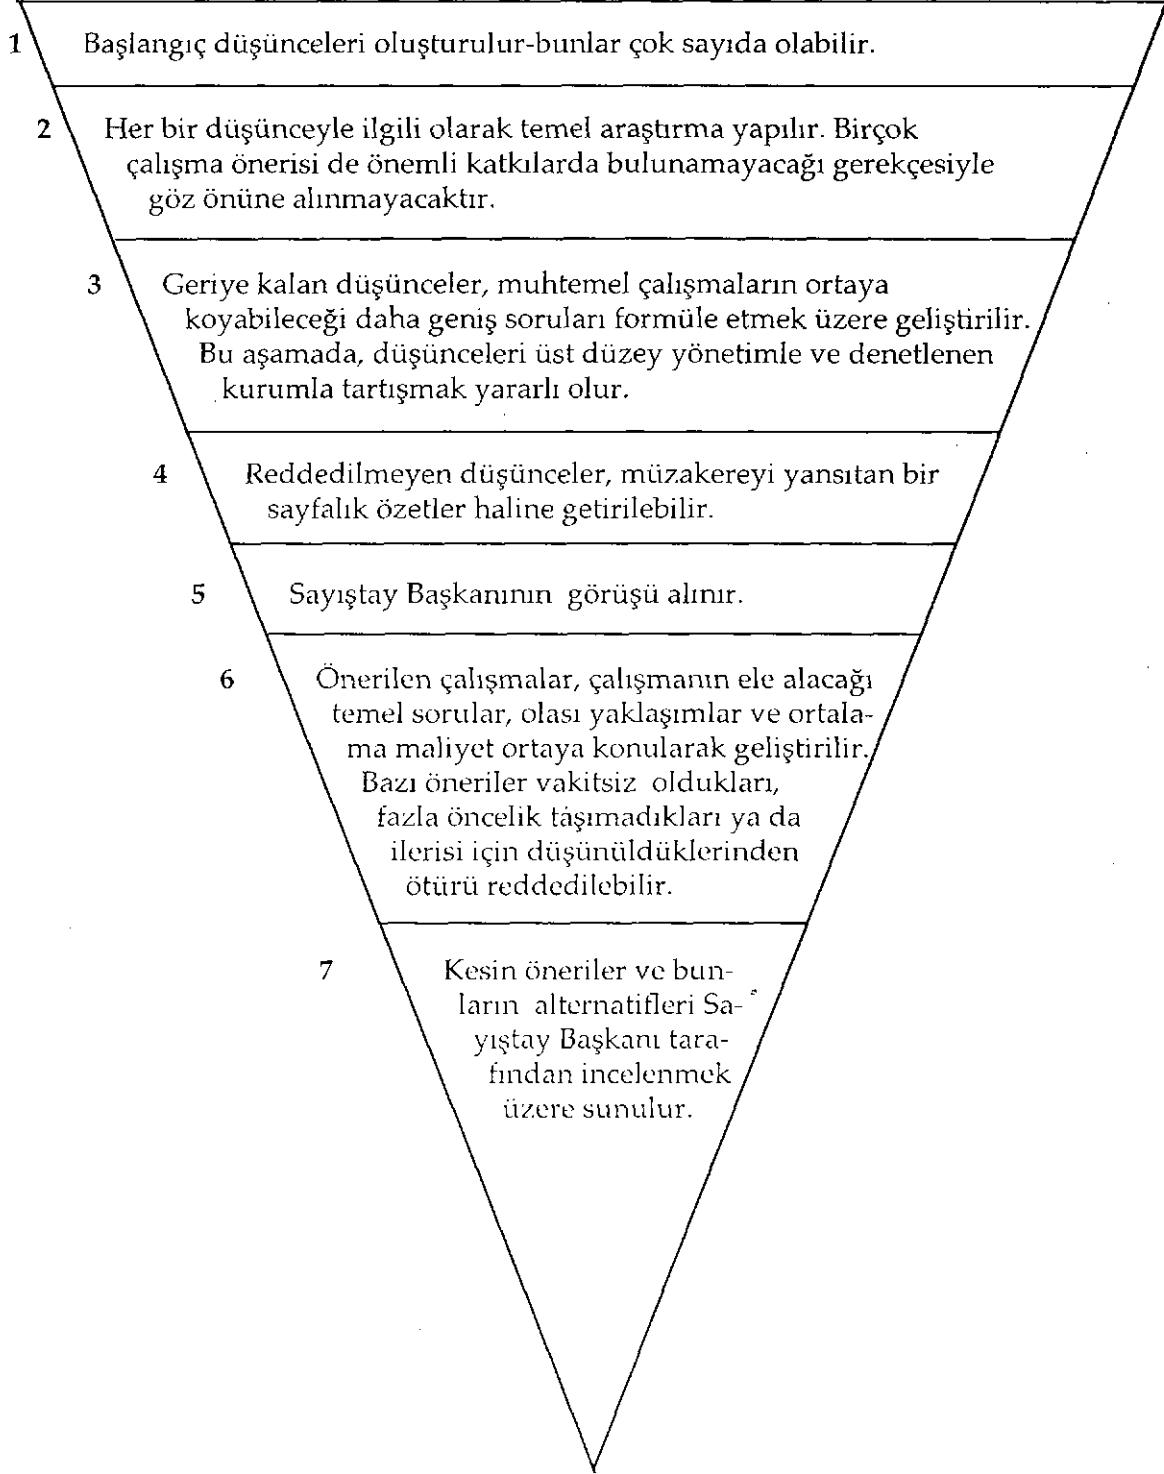 1 Başlangıç düşünceleri oluşturulur-bunlar çok sayıda olabilir.
2 Her bir düşünceyle ilgili olarak temel araştırma yapılır. Birçok
çalışma önerisi de önemli katkılarda bulunamayacağı gerekçesiyle
göz önüne alınmayacaktır.
3 Geriye kalan düşünceler, muhtemel çalışmaların ortaya
koyabileceği daha geniş soruları formüle etmek üzere geliştirilir.
Bu aşamada, düşünceleri üst düzey yönetimle ve denetlenen
kurumla tartışmak yararlı olur.
4 Reddedilmeyen düşünceler, müzakereyi yansıtan bir
sayfalık özetler haline getirilebilir.
5 Sayıştay Başkanının görüşü alınır.
6 Önerilen çalışmalar, çalışmanın ele alacağı
temel sorular, olası yaklaşımlar ve ortala-
ma maliyet ortaya konularak geliştirilir.
Bazı öneriler vakitsiz oldukları,
fazla öncelik taşımadıkları ya da
ilerisi için düşünüldüklerinden
ötürü reddedilebilir.
7 Kesin öneriler ve bun-
ların alternatifleri Sa-
yıştay Başkanı tara-
fından incelenmek
üzere sunulur.